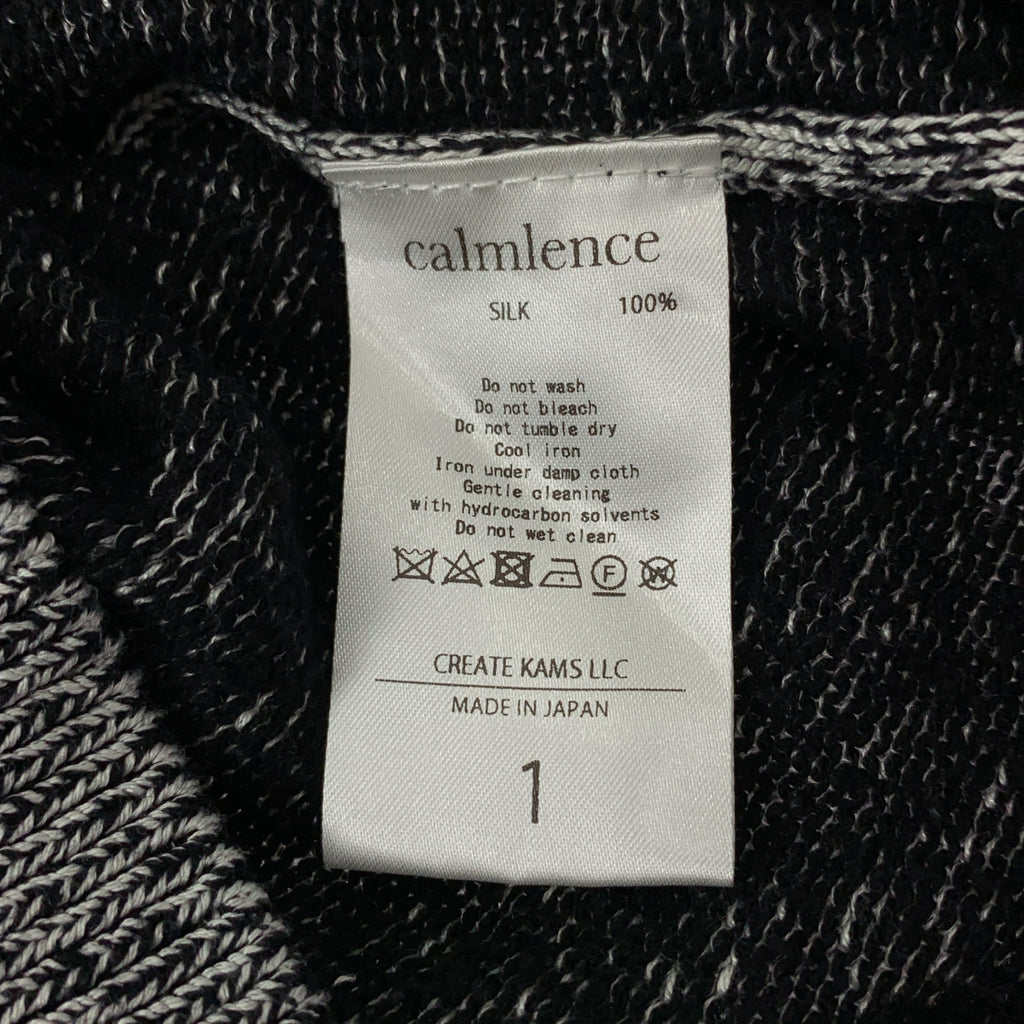 calmlence
SILK 100%
Do not wash
Do not bleach
Do not tumble dry
Cool iron
Iron under damp cloth
Gentle cleaning
with hydrocarbon solvents
Do not wet clean
F W
CREATE KAMS LLC
MADE IN JAPAN
1